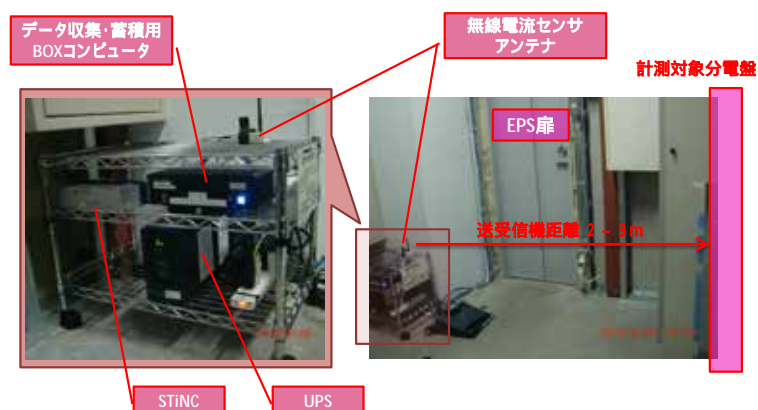 データ収集・蓄積用
BOXコンピュータ
無線電流センサ
アンテナ
計測対象分電盤
EPS扉
送受信機距離 2 ~ 3m
STiNC
UPS